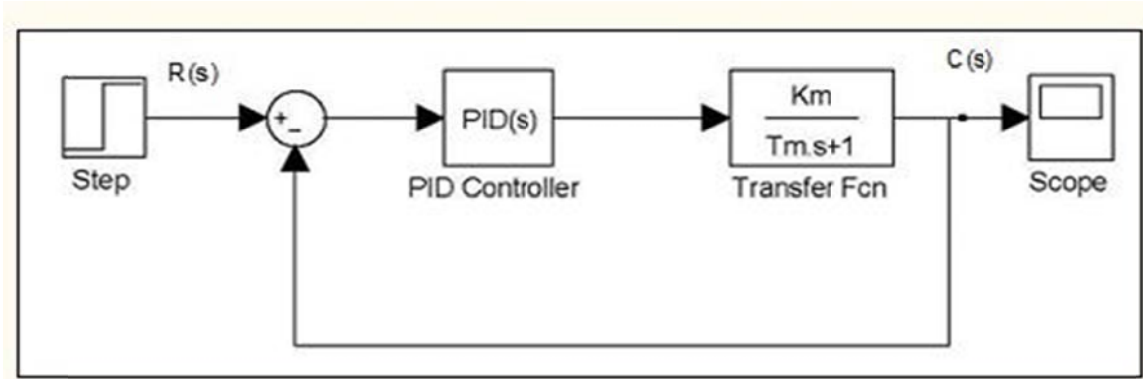 R(s)
C(s)
+
−
PID(s)
Km
Tm.s+1
Step
PID Controller
Transfer Fcn
Scope